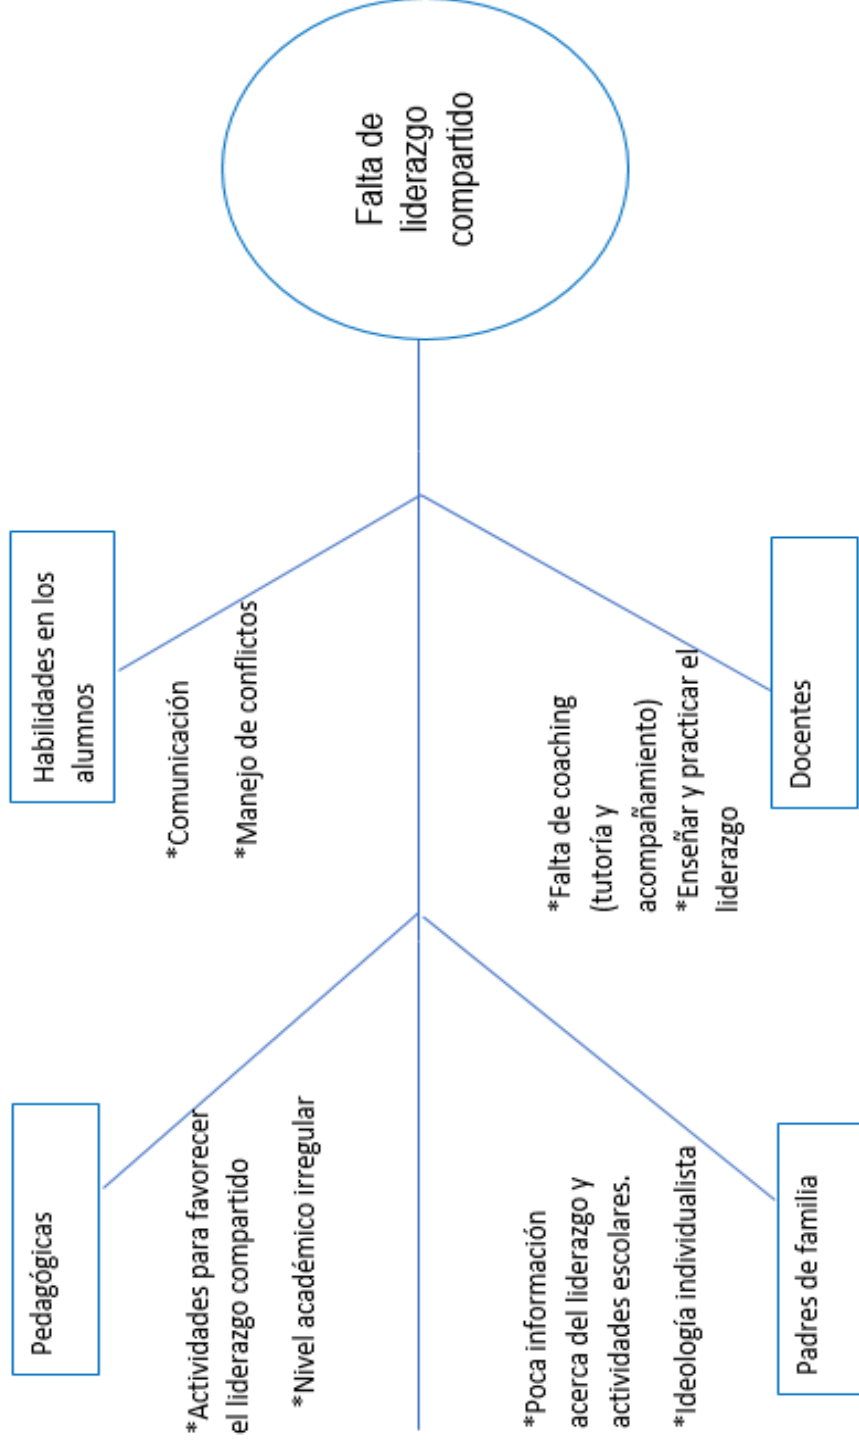 Pedagógicas
*Actividades para favorecer
el liderazgo compartido
*Nivel académico irregular
Habilidades en los
alumnos
*Comunicación
*Manejo de conflictos
Falta de
liderazgo
compartido
*Poca información
acerca del liderazgo y
actividades escolares.
*Ideología individualista
Padres de familia
*Falta de coaching
(tutoría y
acompañamiento)
*Enseñar y practicar el
liderazgo
Docentes